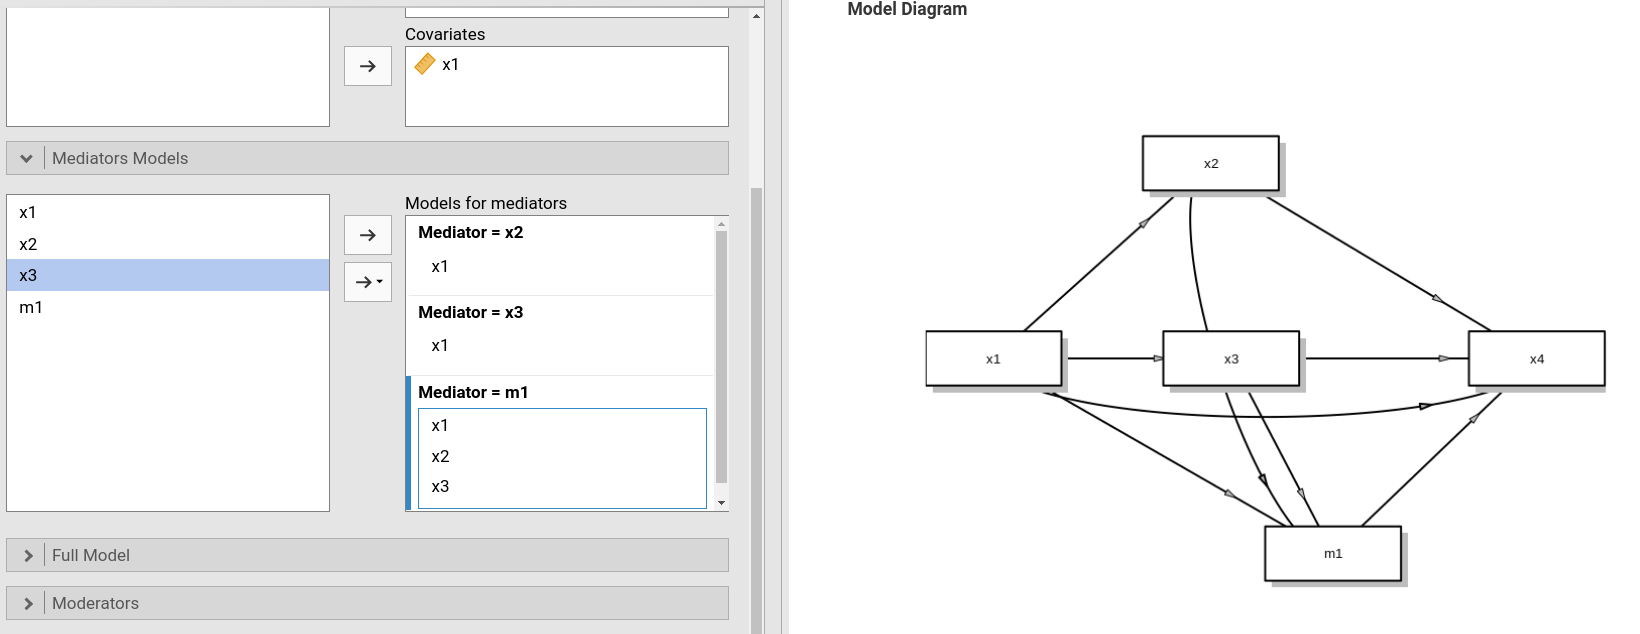 Covariates
x1
Mediators Models
x1
x2
x3
m1
Models for mediators
Mediator = x2
x1
Mediator = x3
x1
Mediator = m1
x1
x2
x3
Full Model
Moderators
Model Diagram
x2
x1
x3
x4
m1